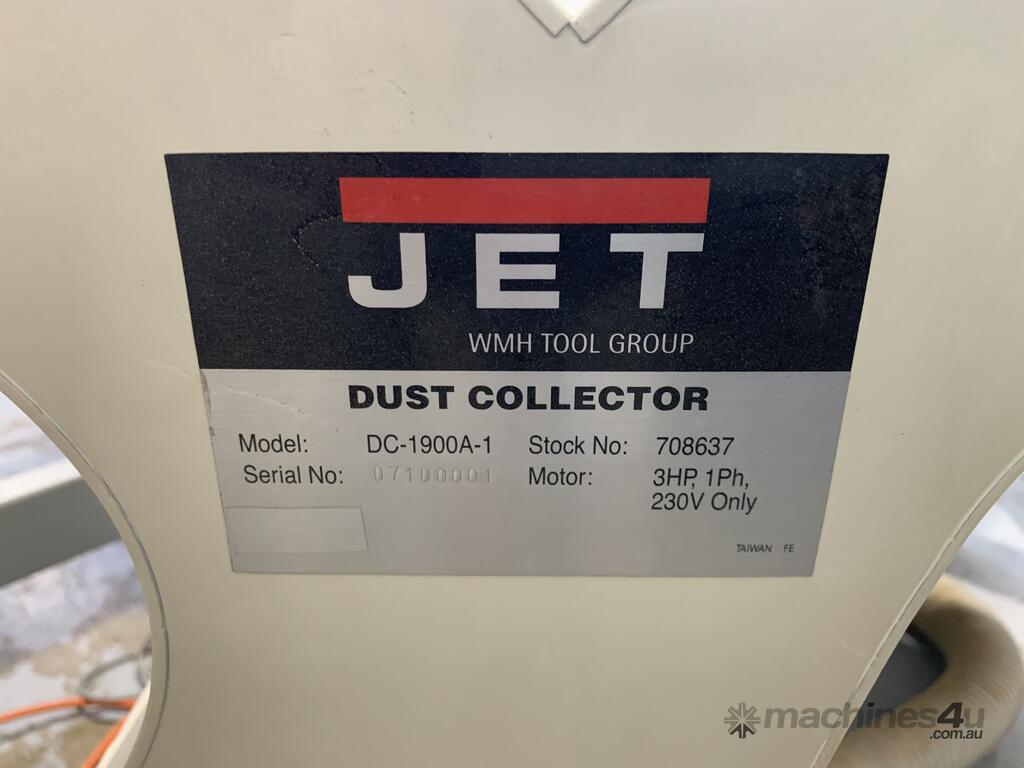 JET
WMH TOOL GROUP
DUST COLLECTOR
Model: DC-1900A-1 Stock No: 708637
Serial No: 07100001 Motor: 3HP, 1Ph,
230V Only
TAIWAN FE
machines4u
.com.au